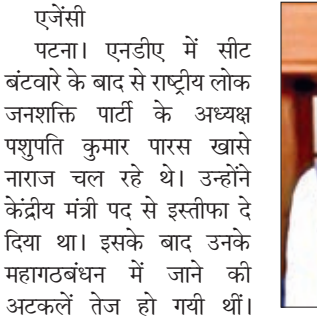 एजेंसी
पटना। एनडीए में सीट
बंटवारे के बाद से राष्ट्रीय लोक
जनशक्ति पार्टी के अध्यक्ष
पशुपति कुमार पारस खासे
नाराज चल रहे थे। उन्होंने
केंद्रीय मंत्री पद से इस्तीफा दे
दिया था। इसके बाद उनके
महागठबंधन में जाने की
अटकलें तेज हो गयी थीं।